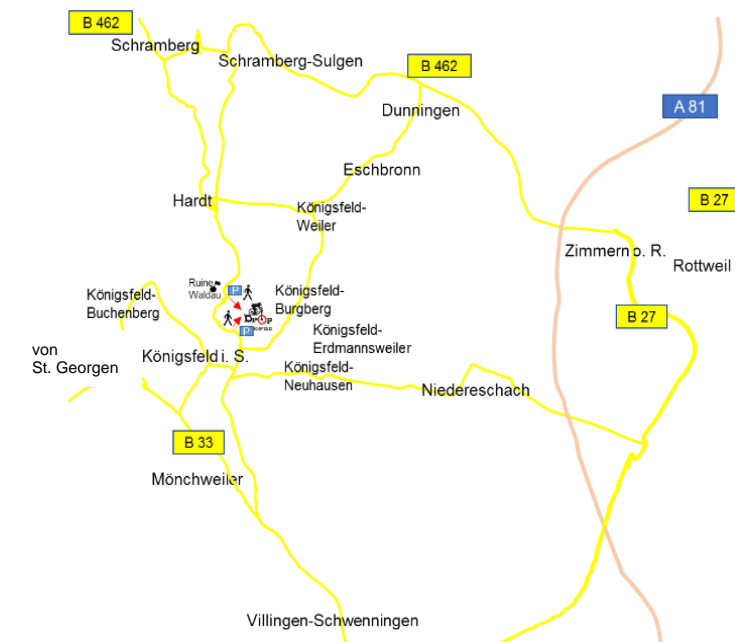 B 462
Schramberg
Schramberg-Sulgen
B 462
Dunningen
A 81
Eschbronn
B 27
Hardt
Königsfeld-
Weiler
Zimmern o. R.
Rottweil
Ruine
Waldau
P
Königsfeld-
Buchenberg
Königsfeld-
Burgberg
B 27
P
Königsfeld-
Erdmannsweiler
von
St. Georgen
Königsfeld i. S.
Königsfeld-
Neuhausen
Niedereschach
B 33
Mönchweiler
Villingen-Schwenningen